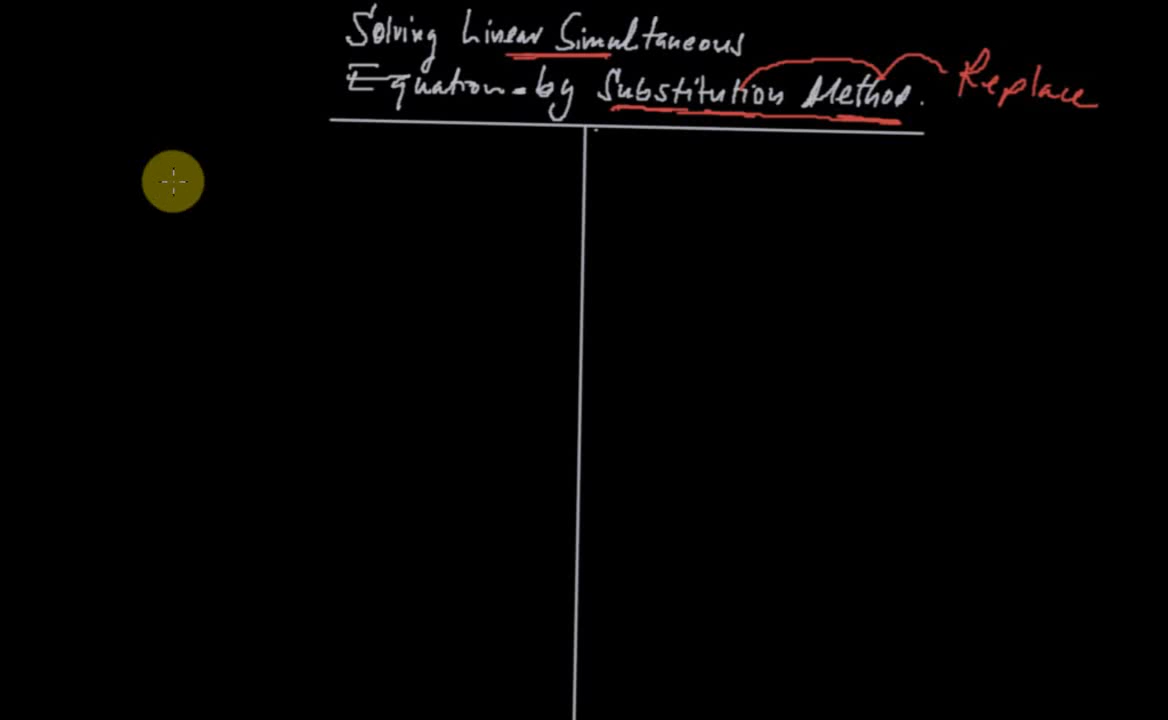 Solving Linear Simultaneous
Equation - by Substitution Method.
Replace